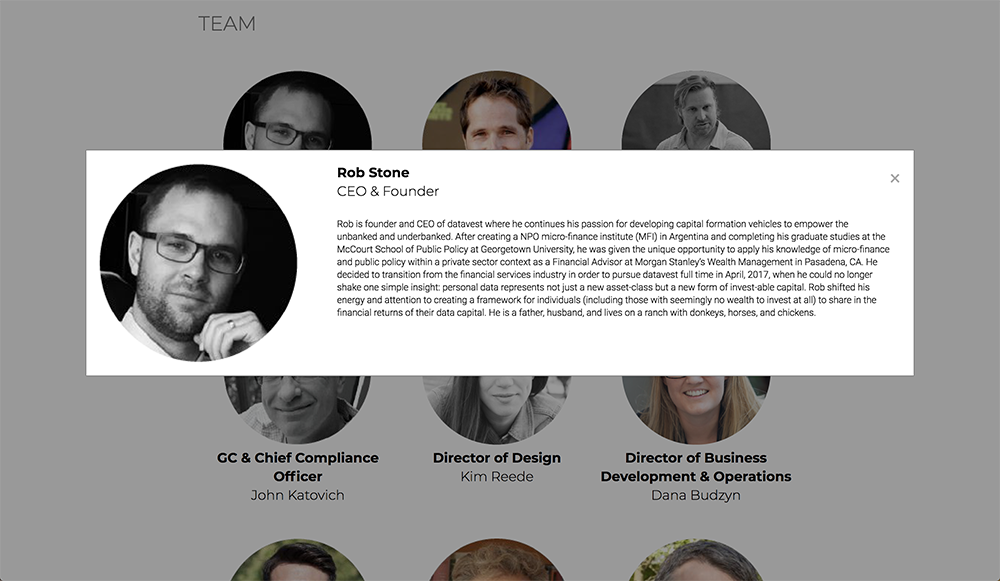 TEAM
Rob Stone
CEO & Founder
×
Rob is founder and CEO of datavest where he continues his passion for developing capital formation vehicles to empower the
unbanked and underbanked. After creating a NPO micro-finance institute (MFI) in Argentina and completing his graduate studies at the
McCourt School of Public Policy at Georgetown University, he was given the unique opportunity to apply his knowledge of micro-finance
and public policy within a private sector context as a Financial Advisor at Morgan Stanley's Wealth Management in Pasadena, CA. He
decided to transition from the financial services industry in order to pursue datavest full time in April, 2017, when he could no longer
shake one simple insight: personal data represents not just a new asset-class but a new form of invest-able capital. Rob shifted his
energy and attention to creating a framework for individuals (including those with seemingly no wealth to invest at all) to share in the
financial returns of their data capital. He is a father, husband, and lives on a ranch with donkeys, horses, and chickens.
GC & Chief Compliance
Officer
John Katovich
Director of Design
Kim Reede
Director of Business
Development & Operations
Dana Budzyn